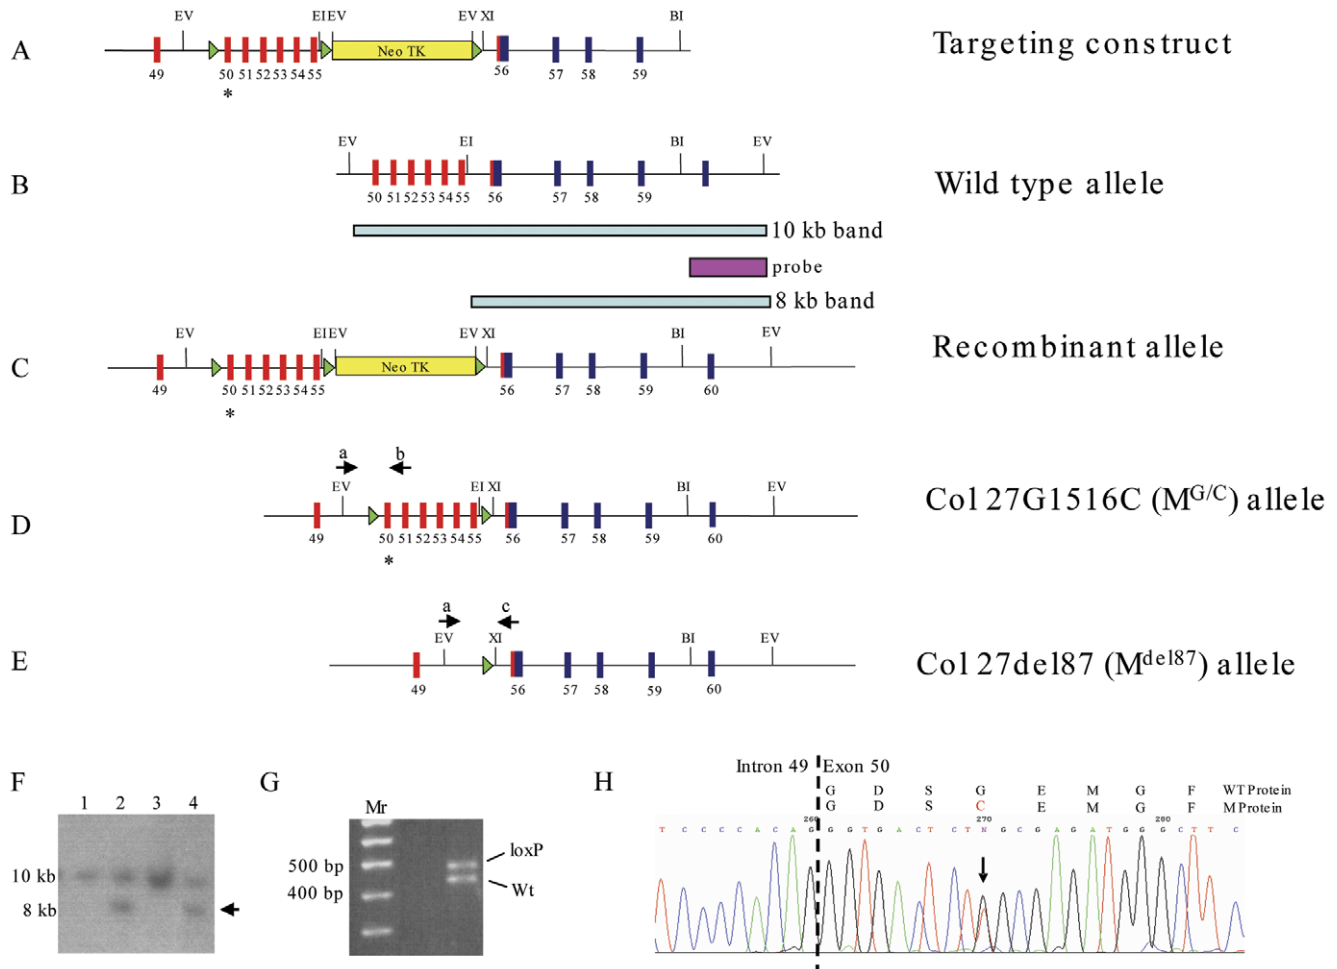 A
EV
EI EV
EV XI
BI
Neo TK
49
50 51 52 53 54 55
56
57
58
59
*
Targeting construct
B
EV
EI
BI
EV
50 51 52 53 54 55
56
57
58
59
Wild type allele
10 kb band
probe
8 kb band
C
EV
EI EV
EV XI
BI
EV
Neo TK
49
50 51 52 53 54 55
56
57
58
59
60
*
Recombinant allele
D
a
b
EV
EI XI
BI
EV
49
50 51 52 53 54 55
56
57
58
59
60
*
Col 27G1516C (M^G/C) allele
E
a
c
EV
XI
BI
EV
49
56
57
58
59
60
Col 27del87 (M^del87) allele
F
1 2 3 4
10 kb
8 kb
G
Mr
500 bp
400 bp
loxP
Wt
H
Intron 49 Exon 50
G D S G E M G F WT Protein
G D S C E M G F M Protein
260 270 280
T C C C C A C A G G G T G A C T C T N G C G A G A T G G G C T T C